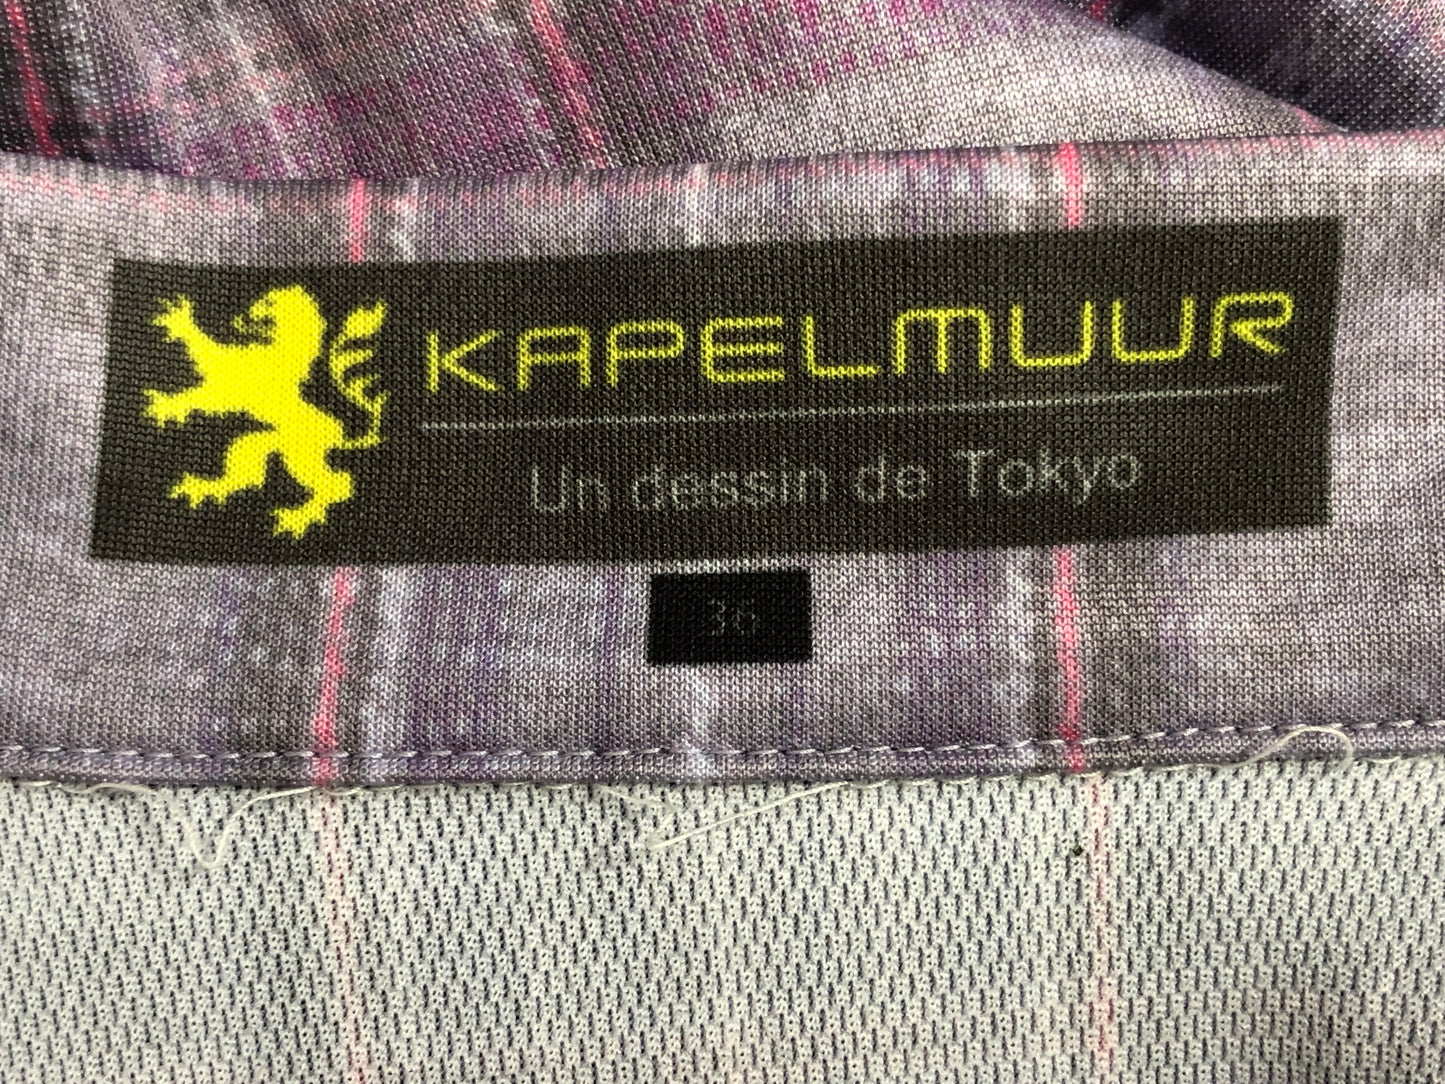 KAPELMUUR
Un dessin de Tokyo
36